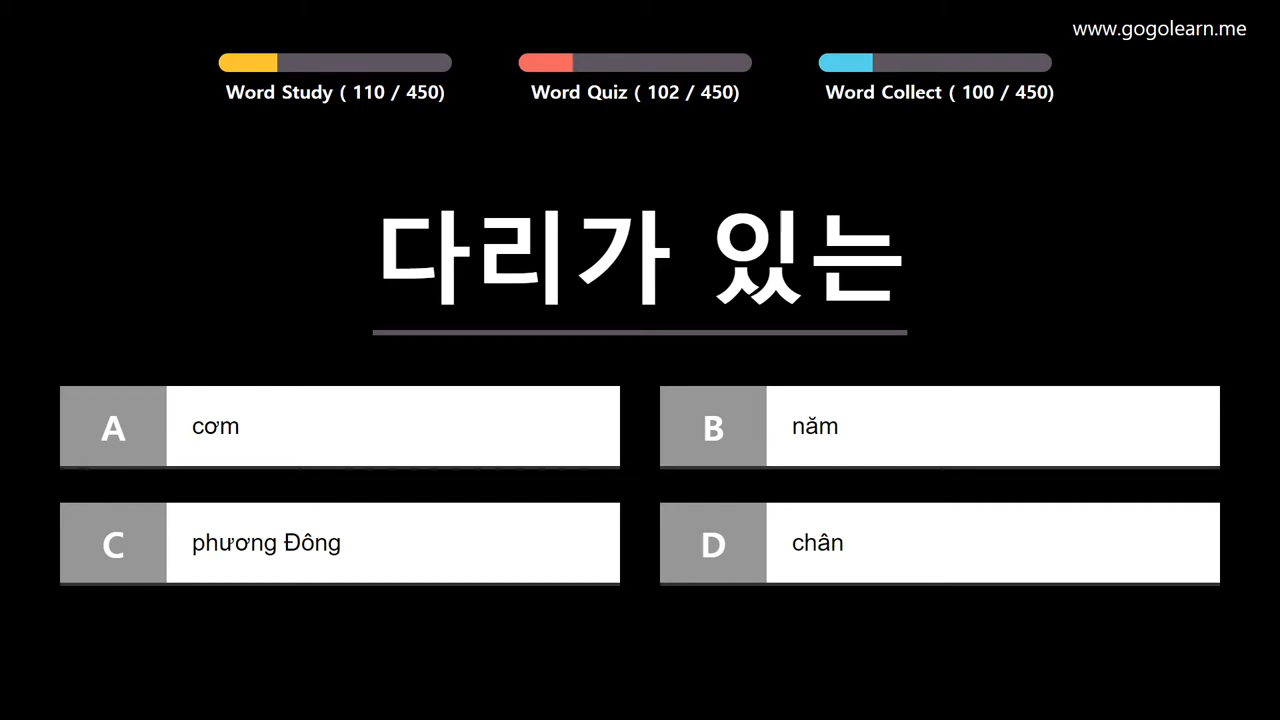 www.gogolearn.me
Word Study ( 110 / 450)
Word Quiz ( 102 / 450)
Word Collect ( 100 / 450)
다리가 있는
A
cơm
B
năm
C
phương Đông
D
chân